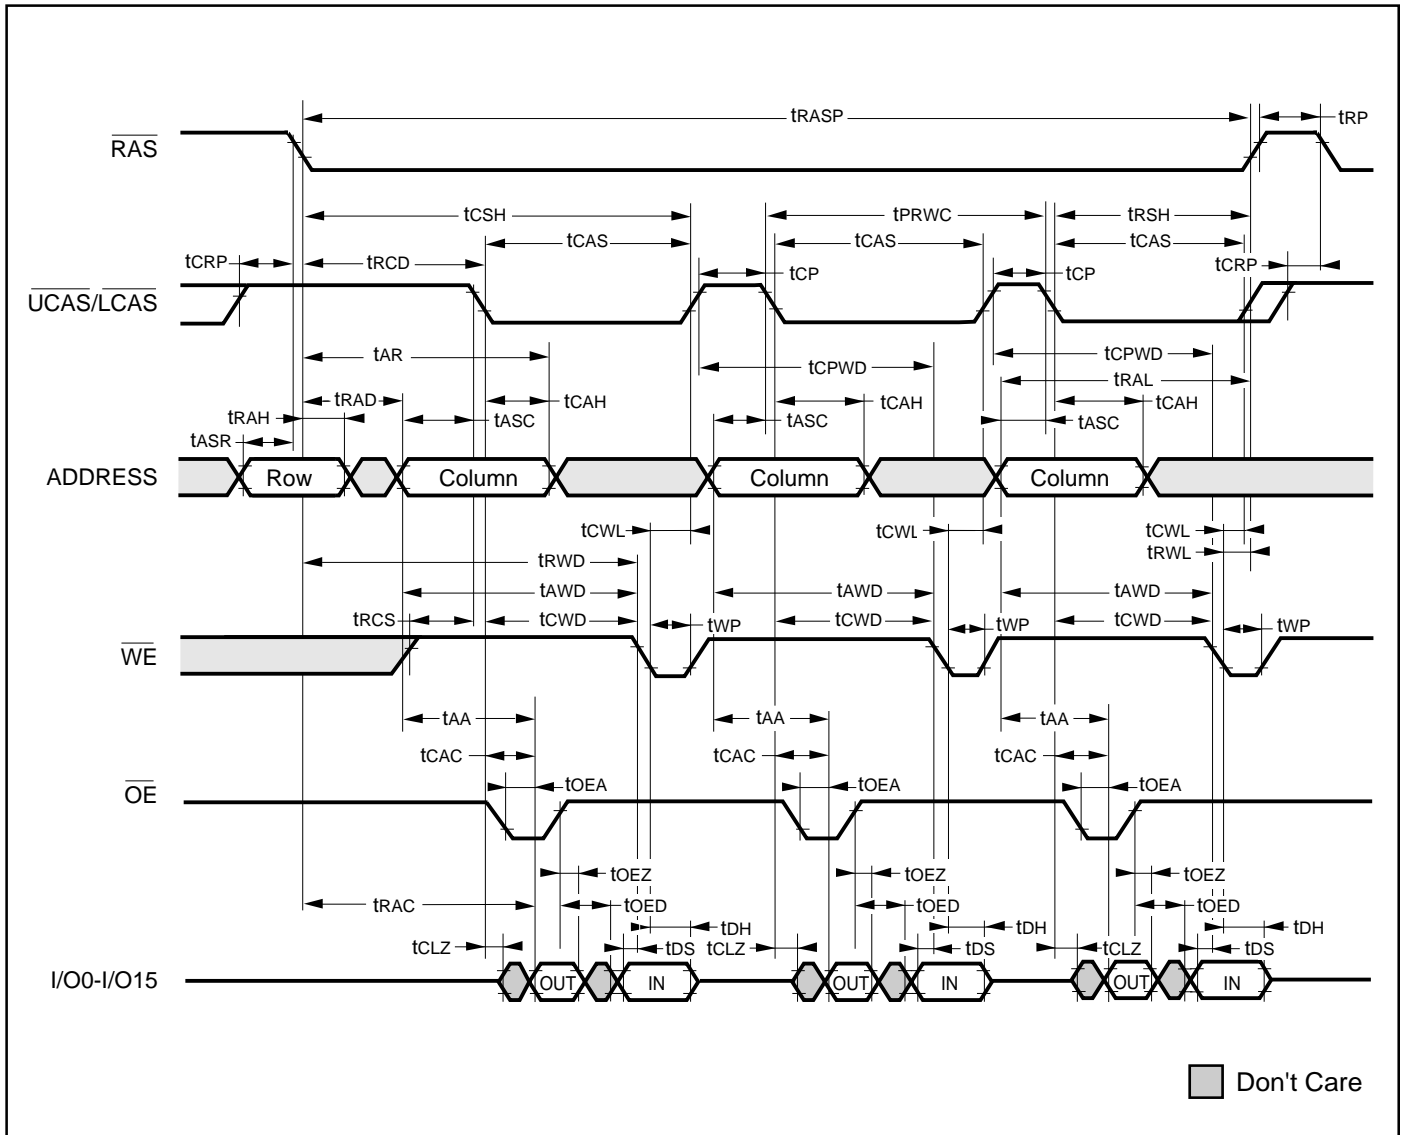 tRASP
tRP
RAS
tCSH
tPRWC
tRSH
tCAS
tCAS
tCAS
tCRP
tRCD
tCP
tCP
tCRP
UCAS/LCAS
tAR
tCPWD
tCPWD
tRAL
tRAD
tCAH
tCAH
tCAH
tRAH
tASC
tASC
tASC
tASR
ADDRESS
Row
Column
Column
Column
tCWL
tCWL
tCWL
tRWL
tRWD
tAWD
tAWD
tAWD
tRCS
tCWD
tWP
tCWD
tWP
tCWD
tWP
WE
tAA
tAA
tAA
tCAC
tCAC
tCAC
tOEA
tOEA
tOEA
OE
tOEZ
tOEZ
tOEZ
tRAC
tOED
tOED
tOED
tDH
tDH
tDH
tCLZ
tDS
tCLZ
tDS
tCLZ
tDS
I/O0-I/O15
OUT
IN
OUT
IN
OUT
IN
Don't Care